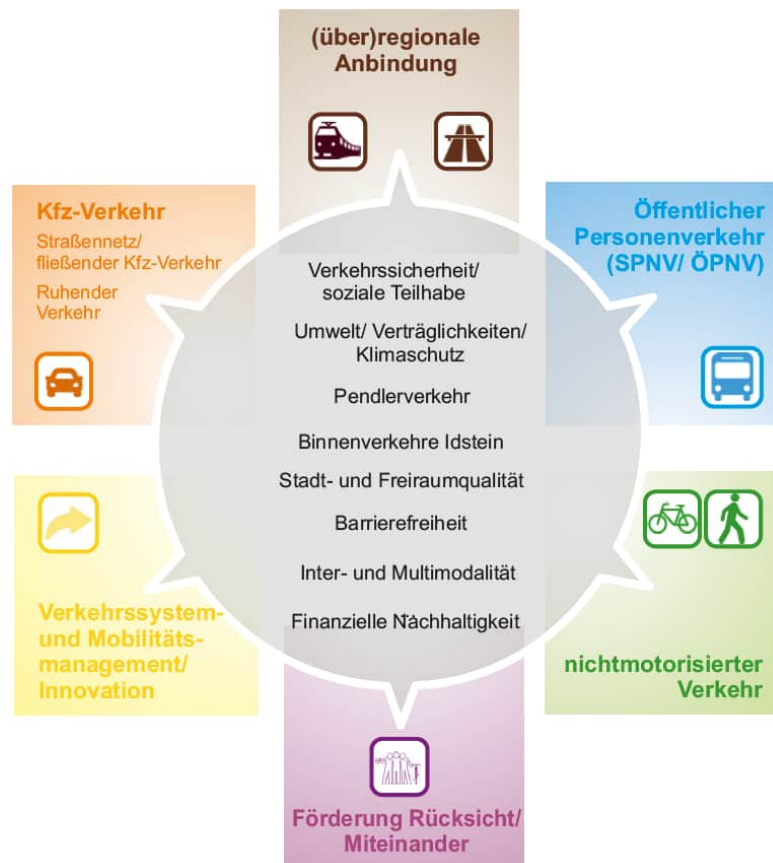 (über)regionale
Anbindung
Kfz-Verkehr
Straßennetz/
fließender Kfz-Verkehr
Ruhender
Verkehr
Öffentlicher
Personenverkehr
(SPNV/ ÖPNV)
Verkehrssicherheit/
soziale Teilhabe
Umwelt/ Verträglichkeiten/
Klimaschutz
Pendlerverkehr
Binnenverkehre Idstein
Stadt- und Freiraumqualität
Barrierefreiheit
Inter- und Multimodalität
Finanzielle Nachhaltigkeit
Verkehrssystem-
und Mobilitäts-
management/
Innovation
nichtmotorisierter
Verkehr
Förderung Rücksicht/
Miteinander